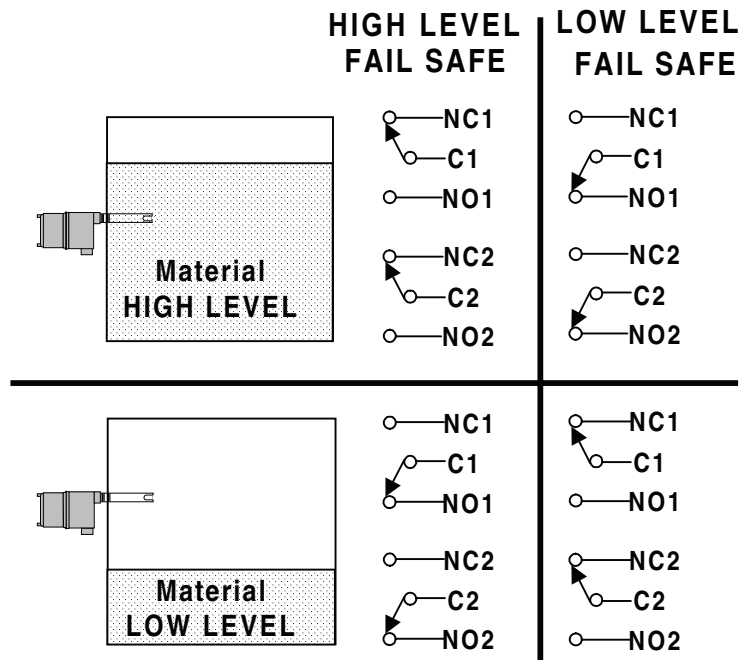 HIGH LEVEL
FAIL SAFE
LOW LEVEL
FAIL SAFE
Material
HIGH LEVEL
NC1
C1
NO1
NC2
C2
NO2
NC1
C1
NO1
NC2
C2
NO2
Material
LOW LEVEL
NC1
C1
NO1
NC2
C2
NO2
NC1
C1
NO1
NC2
C2
NO2